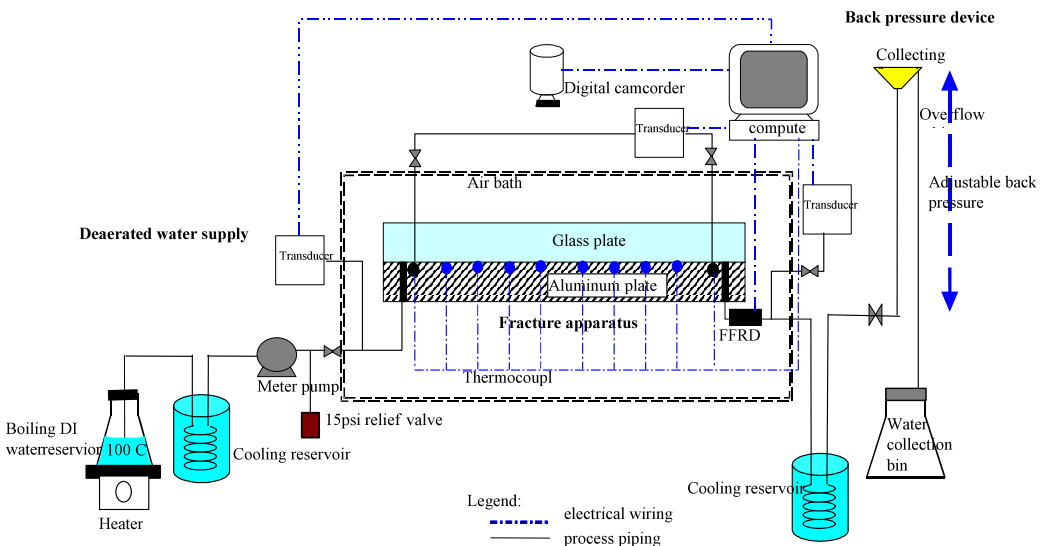 Back pressure device
Collecting
Digital camcorder
compute
Transducer
Overflow
Air bath
Adjustable back
pressure
Transducer
Deaerated water supply
Glass plate
Transducer
Aluminum plate
Fracture apparatus
FFRD
Thermocoupl
Meter pump
15psi relief valve
Boiling DI
waterreservior 100 C
Cooling reservoir
Water
collection
bin
Cooling reservoir
Heater
Legend:
electrical wiring
process piping